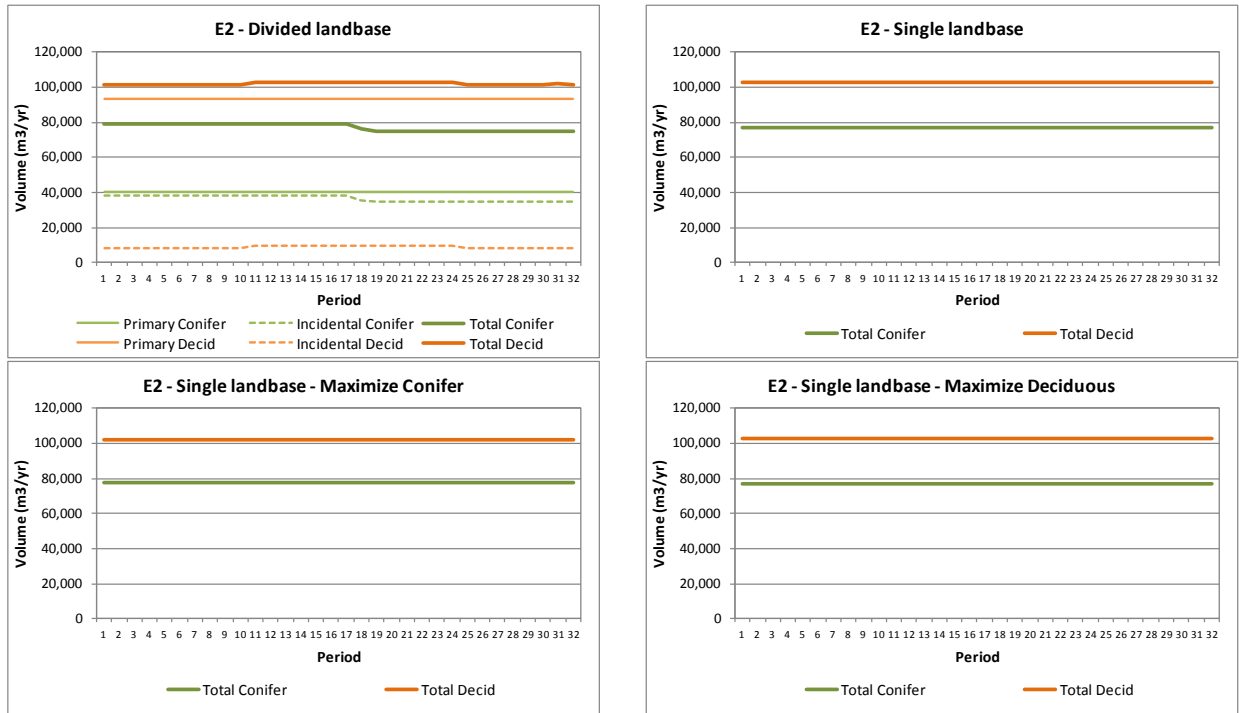 E2 - Divided landbase
120,000
100,000
80,000
60,000
40,000
20,000
0
Volume (m3/yr)
1 2 3 4 5 6 7 8 9 10 11 12 13 14 15 16 17 18 19 20 21 22 23 24 25 26 27 28 29 30 31 32
Period
Primary Conifer Incidental Conifer Total Conifer
Primary Decid Incidental Decid Total Decid
E2 - Single landbase
120,000
100,000
80,000
60,000
40,000
20,000
0
Volume (m3/yr)
1 2 3 4 5 6 7 8 9 10 11 12 13 14 15 16 17 18 19 20 21 22 23 24 25 26 27 28 29 30 31 32
Period
Total Conifer Total Decid
E2 - Single landbase - Maximize Conifer
120,000
100,000
80,000
60,000
40,000
20,000
0
Volume (m3/yr)
1 2 3 4 5 6 7 8 9 10 11 12 13 14 15 16 17 18 19 20 21 22 23 24 25 26 27 28 29 30 31 32
Period
Total Conifer Total Decid
E2 - Single landbase - Maximize Deciduous
120,000
100,000
80,000
60,000
40,000
20,000
0
Volume (m3/yr)
1 2 3 4 5 6 7 8 9 10 11 12 13 14 15 16 17 18 19 20 21 22 23 24 25 26 27 28 29 30 31 32
Period
Total Conifer Total Decid